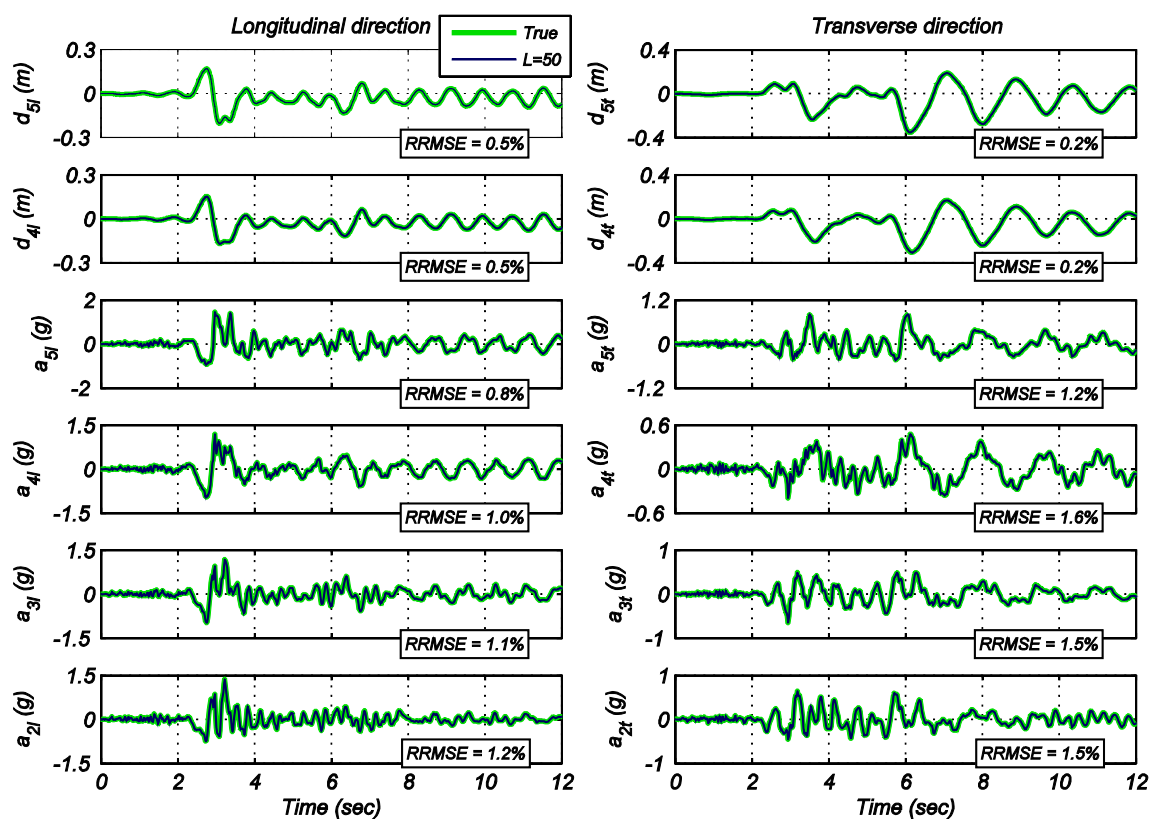 Longitudinal direction
Transverse direction
True
L=50
0.3
0
-0.3
d5l (m)
RRMSE = 0.5%
0.4
0
-0.4
d5t (m)
RRMSE = 0.2%
0.3
0
-0.3
d4l (m)
RRMSE = 0.5%
0.4
0
-0.4
d4t (m)
RRMSE = 0.2%
2
0
-2
a5l (g)
RRMSE = 0.8%
1.2
0
-1.2
a5t (g)
RRMSE = 1.2%
1.5
0
-1.5
a4l (g)
RRMSE = 1.0%
0.6
0
-0.6
a4t (g)
RRMSE = 1.6%
1.5
0
-1.5
a3l (g)
RRMSE = 1.1%
1
0
-1
a3t (g)
RRMSE = 1.5%
1.5
0
-1.5
a2l (g)
RRMSE = 1.2%
1
0
-1
a2t (g)
RRMSE = 1.5%
0 2 4 6 8 10 12
Time (sec)
0 2 4 6 8 10 12
Time (sec)